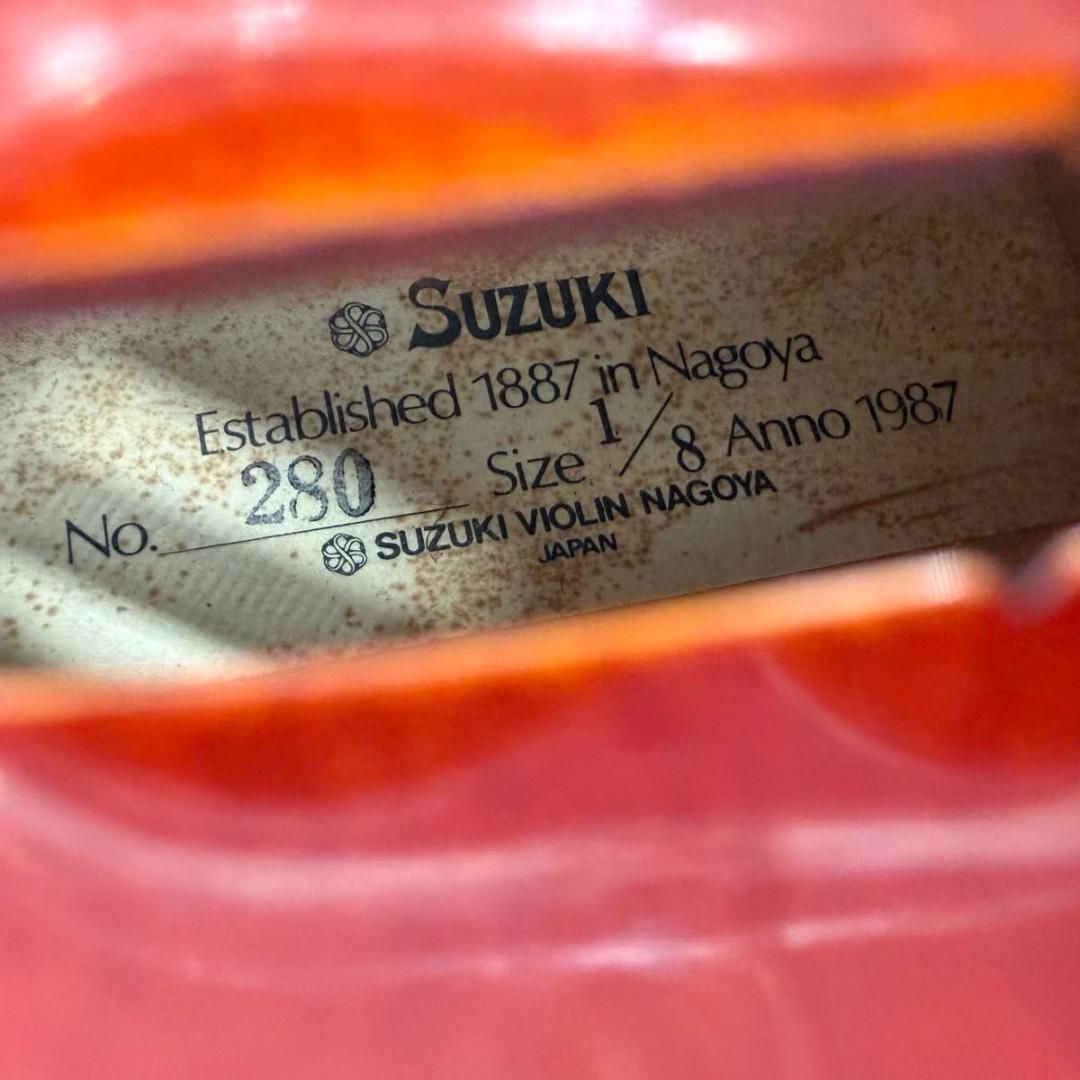 SUZUKI
Established 1887 in Nagoya
No. 280 Size 1/8 Anno 1987
SUZUKI VIOLIN NAGOYA
JAPAN